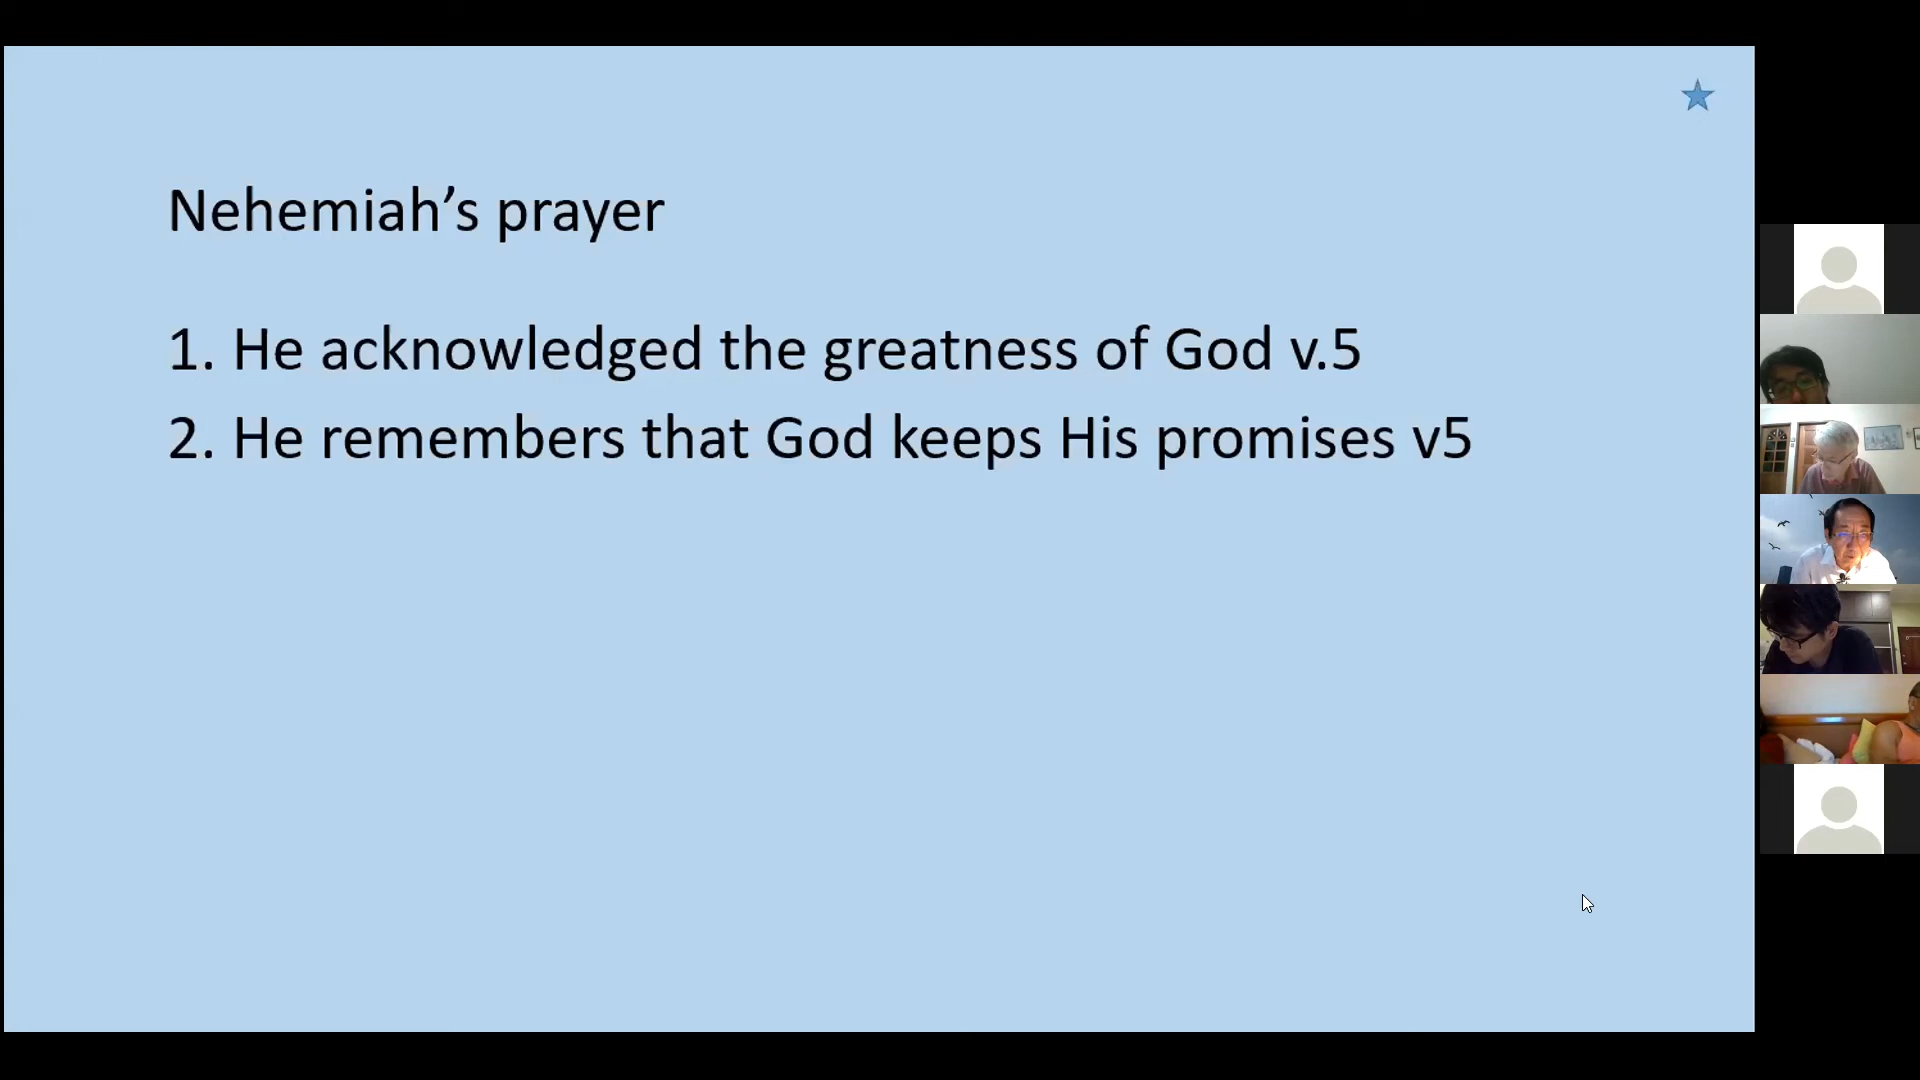 Nehemiah’s prayer
1. He acknowledged the greatness of God v.5
2. He remembers that God keeps His promises v5